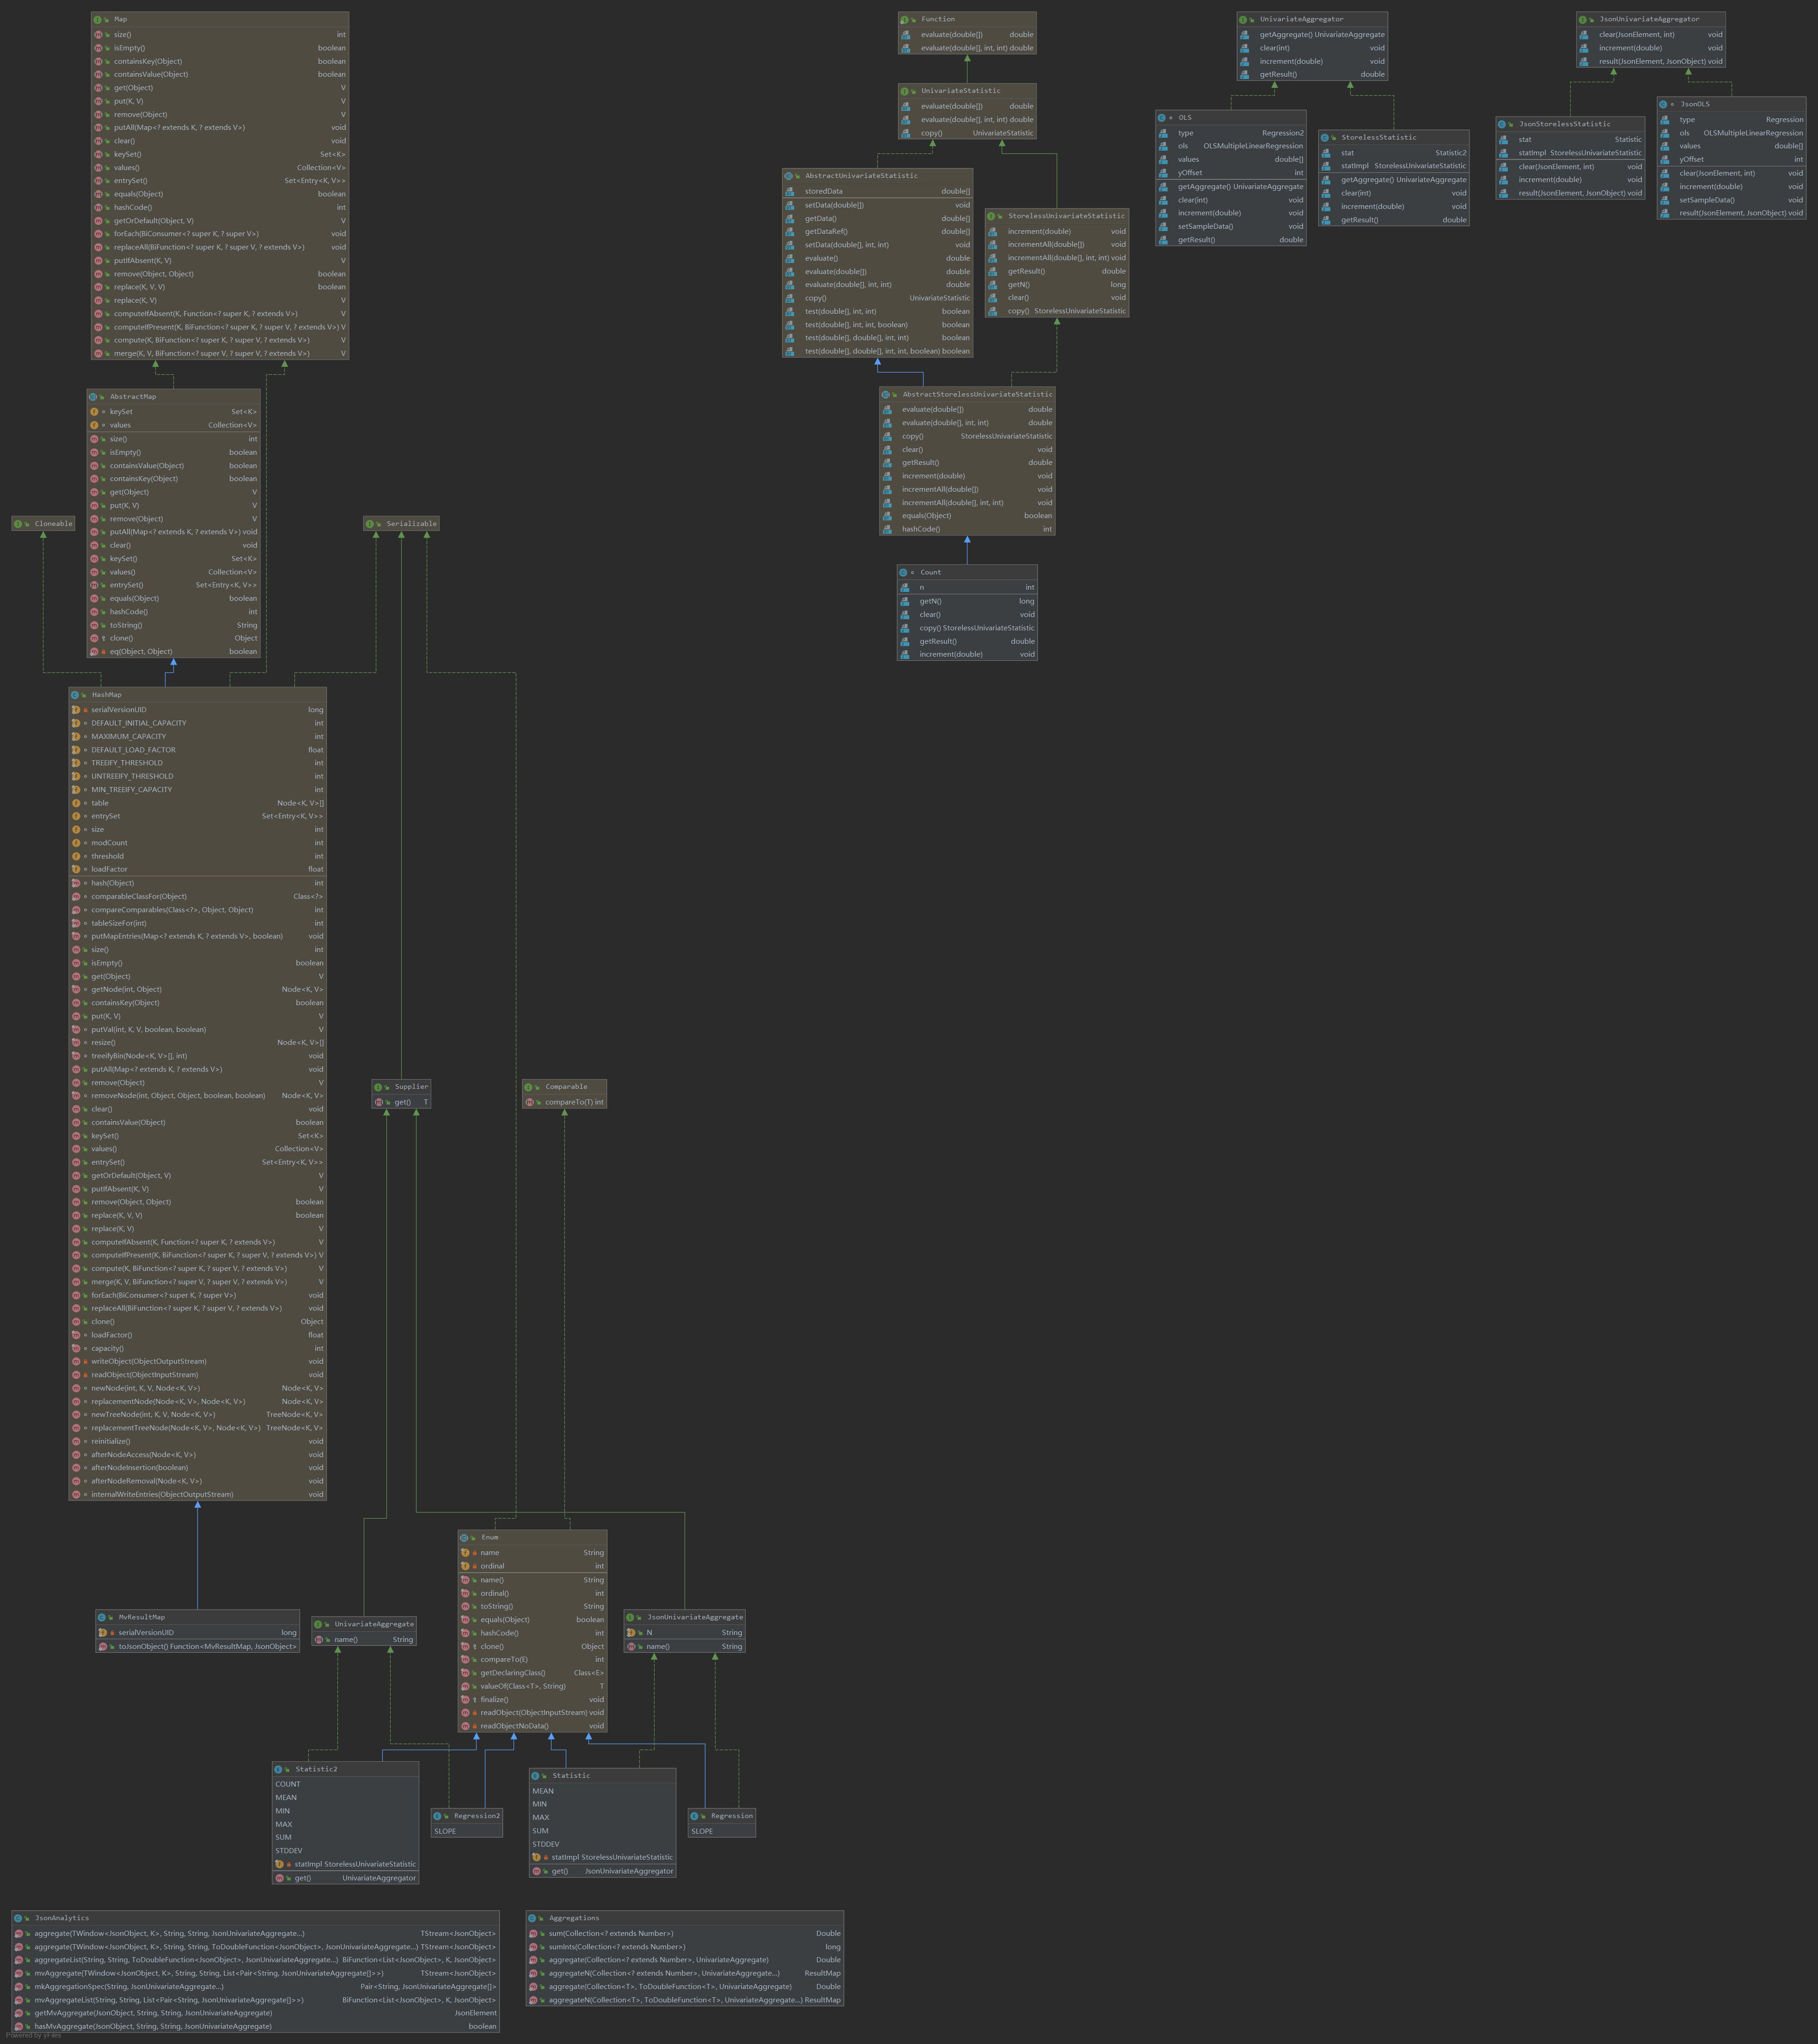 Map
size() int
isEmpty() boolean
containsKey(Object) boolean
containsValue(Object) boolean
get(Object) V
put(K, V) V
remove(Object) V
putAll(Map<? extends K, ? extends V>) void
clear() void
keySet() Set<K>
values() Collection<V>
entrySet() Set<Entry<K, V>>
equals(Object) boolean
hashCode() int
getOrDefault(Object, V) V
forEach(BiConsumer<? super K, ? super V>) void
replaceAll(BiFunction<? super K, ? super V, ? extends V>) void
putIfAbsent(K, V) V
remove(Object, Object) boolean
replace(K, V, V) boolean
replace(K, V) V
computeIfAbsent(K, Function<? super K, ? extends V>) V
computeIfPresent(K, BiFunction<? super K, ? super V, ? extends V>) V
compute(K, BiFunction<? super K, ? super V, ? extends V>) V
merge(K, V, BiFunction<? super V, ? super V, ? extends V>) V
Function
evaluate(double[]) double
evaluate(double[], int, int) double
UnivariateStatistic
evaluate(double[]) double
evaluate(double[], int, int) double
copy() UnivariateStatistic
AbstractUnivariateStatistic
storedData double[]
setData(double[]) void
getData() double[]
getDataRef() double[]
setData(double[], int, int) void
evaluate() double
evaluate(double[]) double
evaluate(double[], int, int) double
copy() UnivariateStatistic
test(double[], int, int) boolean
test(double[], int, int, boolean) boolean
test(double[], double[], int, int) boolean
test(double[], double[], int, int, boolean) boolean
StorelessUnivariateStatistic
increment(double) void
incrementAll(double[]) void
incrementAll(double[], int, int) void
getResult() double
getN() long
clear() void
copy() StorelessUnivariateStatistic
AbstractStorelessUnivariateStatistic
evaluate(double[]) double
evaluate(double[], int, int) double
copy() StorelessUnivariateStatistic
clear() void
getResult() double
increment(double) void
incrementAll(double[]) void
incrementAll(double[], int, int) void
equals(Object) boolean
hashCode() int
Count
n int
getN() long
clear() void
copy() StorelessUnivariateStatistic
getResult() double
increment(double) void
UnivariateAggregator
getAggregate() UnivariateAggregate
clear(int) void
increment(double) void
getResult() double
OLS
type Regression2
ols OLSMultipleLinearRegression
values double[]
yOffset int
getAggregate() UnivariateAggregate
clear(int) void
increment(double) void
setSampleData() void
getResult() double
StorelessStatistic
stat Statistic2
statImpl StorelessUnivariateStatistic
getAggregate() UnivariateAggregate
clear(int) void
increment(double) void
getResult() double
JsonUnivariateAggregator
clear(JsonElement, int) void
increment(double) void
result(JsonElement, JsonObject) void
JsonStorelessStatistic
stat Statistic
statImpl StorelessUnivariateStatistic
clear(JsonElement, int) void
increment(double) void
result(JsonElement, JsonObject) void
JsonOLS
type Regression
ols OLSMultipleLinearRegression
values double[]
yOffset int
clear(JsonElement, int) void
increment(double) void
setSampleData() void
result(JsonElement, JsonObject) void
AbstractMap
keySet Set<K>
values Collection<V>
size() int
isEmpty() boolean
containsValue(Object) boolean
containsKey(Object) boolean
get(Object) V
put(K, V) V
remove(Object) V
putAll(Map<? extends K, ? extends V>) void
clear() void
keySet() Set<K>
values() Collection<V>
entrySet() Set<Entry<K, V>>
equals(Object) boolean
hashCode() int
toString() String
clone() Object
eq(Object, Object) boolean
Cloneable
Serializable
HashMap
serialVersionUID long
DEFAULT_INITIAL_CAPACITY int
MAXIMUM_CAPACITY int
DEFAULT_LOAD_FACTOR float
TREEIFY_THRESHOLD int
UNTREEIFY_THRESHOLD int
MIN_TREEIFY_CAPACITY int
table Node<K, V>[]
entrySet Set<Entry<K, V>>
size int
modCount int
threshold int
loadFactor float
hash(Object) int
comparableClassFor(Object) Class<?>
compareComparables(Class<?>, Object, Object) int
tableSizeFor(int) int
putMapEntries(Map<? extends K, ? extends V>, boolean) void
size() int
isEmpty() boolean
get(Object) V
getNode(int, Object) Node<K, V>
containsKey(Object) boolean
put(K, V) V
putVal(int, K, V, boolean, boolean) V
resize() Node<K, V>[]
treeifyBin(Node<K, V>[], int) void
putAll(Map<? extends K, ? extends V>) void
remove(Object) V
removeNode(int, Object, Object, boolean, boolean) Node<K, V>
clear() void
containsValue(Object) boolean
keySet() Set<K>
values() Collection<V>
entrySet() Set<Entry<K, V>>
getOrDefault(Object, V) V
putIfAbsent(K, V) V
remove(Object, Object) boolean
replace(K, V, V) boolean
replace(K, V) V
computeIfAbsent(K, Function<? super K, ? extends V>) V
computeIfPresent(K, BiFunction<? super K, ? super V, ? extends V>) V
compute(K, BiFunction<? super K, ? super V, ? extends V>) V
merge(K, V, BiFunction<? super V, ? super V, ? extends V>) V
forEach(BiConsumer<? super K, ? super V>) void
replaceAll(BiFunction<? super K, ? super V, ? extends V>) void
clone() Object
loadFactor() float
capacity() int
writeObject(ObjectOutputStream) void
readObject(ObjectInputStream) void
newNode(int, K, V, Node<K, V>) Node<K, V>
replacementNode(Node<K, V>, Node<K, V>) Node<K, V>
newTreeNode(int, K, V, Node<K, V>) TreeNode<K, V>
replacementTreeNode(Node<K, V>, Node<K, V>) TreeNode<K, V>
reinitialize() void
afterNodeAccess(Node<K, V>) void
afterNodeInsertion(boolean) void
afterNodeRemoval(Node<K, V>) void
internalWriteEntries(ObjectOutputStream) void
Supplier
get() T
Comparable
compareTo(T) int
MvResultMap
serialVersionUID long
toJsonObject() Function<MvResultMap, JsonObject>
UnivariateAggregate
name() String
Enum
name String
ordinal int
name() String
ordinal() int
toString() String
equals(Object) boolean
hashCode() int
clone() Object
compareTo(E) int
getDeclaringClass() Class<E>
valueOf(Class<T>, String) T
finalize() void
readObject(ObjectInputStream) void
readObjectNoData() void
JsonUnivariateAggregate
N String
name() String
Statistic2
COUNT
MEAN
MIN
MAX
SUM
STDDEV
statImpl StorelessUnivariateStatistic
get() UnivariateAggregator
Regression2
SLOPE
Statistic
MEAN
MIN
MAX
SUM
STDDEV
statImpl StorelessUnivariateStatistic
get() JsonUnivariateAggregator
Regression
SLOPE
JsonAnalytics
aggregate(TWindow<JsonObject, K>, String, String, JsonUnivariateAggregate...) TStream<JsonObject>
aggregate(TWindow<JsonObject, K>, String, String, ToDoubleFunction<JsonObject>, JsonUnivariateAggregate...) TStream<JsonObject>
aggregateList(String, String, ToDoubleFunction<JsonObject>, JsonUnivariateAggregate...) BiFunction<List<JsonObject>, K, JsonObject>
mvAggregate(TWindow<JsonObject, K>, String, String, List<Pair<String, JsonUnivariateAggregate[]>>) TStream<JsonObject>
mkAggregationSpec(String, JsonUnivariateAggregate...) Pair<String, JsonUnivariateAggregate[]>
mvAggregateList(String, String, List<Pair<String, JsonUnivariateAggregate[]>>) BiFunction<List<JsonObject>, K, JsonObject>
getMvAggregate(JsonObject, String, String, JsonUnivariateAggregate) JsonElement
hasMvAggregate(JsonObject, String, String, JsonUnivariateAggregate) boolean
Aggregations
sum(Collection<? extends Number>) Double
sumInts(Collection<? extends Number>) long
aggregate(Collection<? extends Number>, UnivariateAggregate) Double
aggregateN(Collection<? extends Number>, UnivariateAggregate...) ResultMap
aggregate(Collection<T>, ToDoubleFunction<T>, UnivariateAggregate) Double
aggregateN(Collection<T>, ToDoubleFunction<T>, UnivariateAggregate...) ResultMap
Powered by yFiles